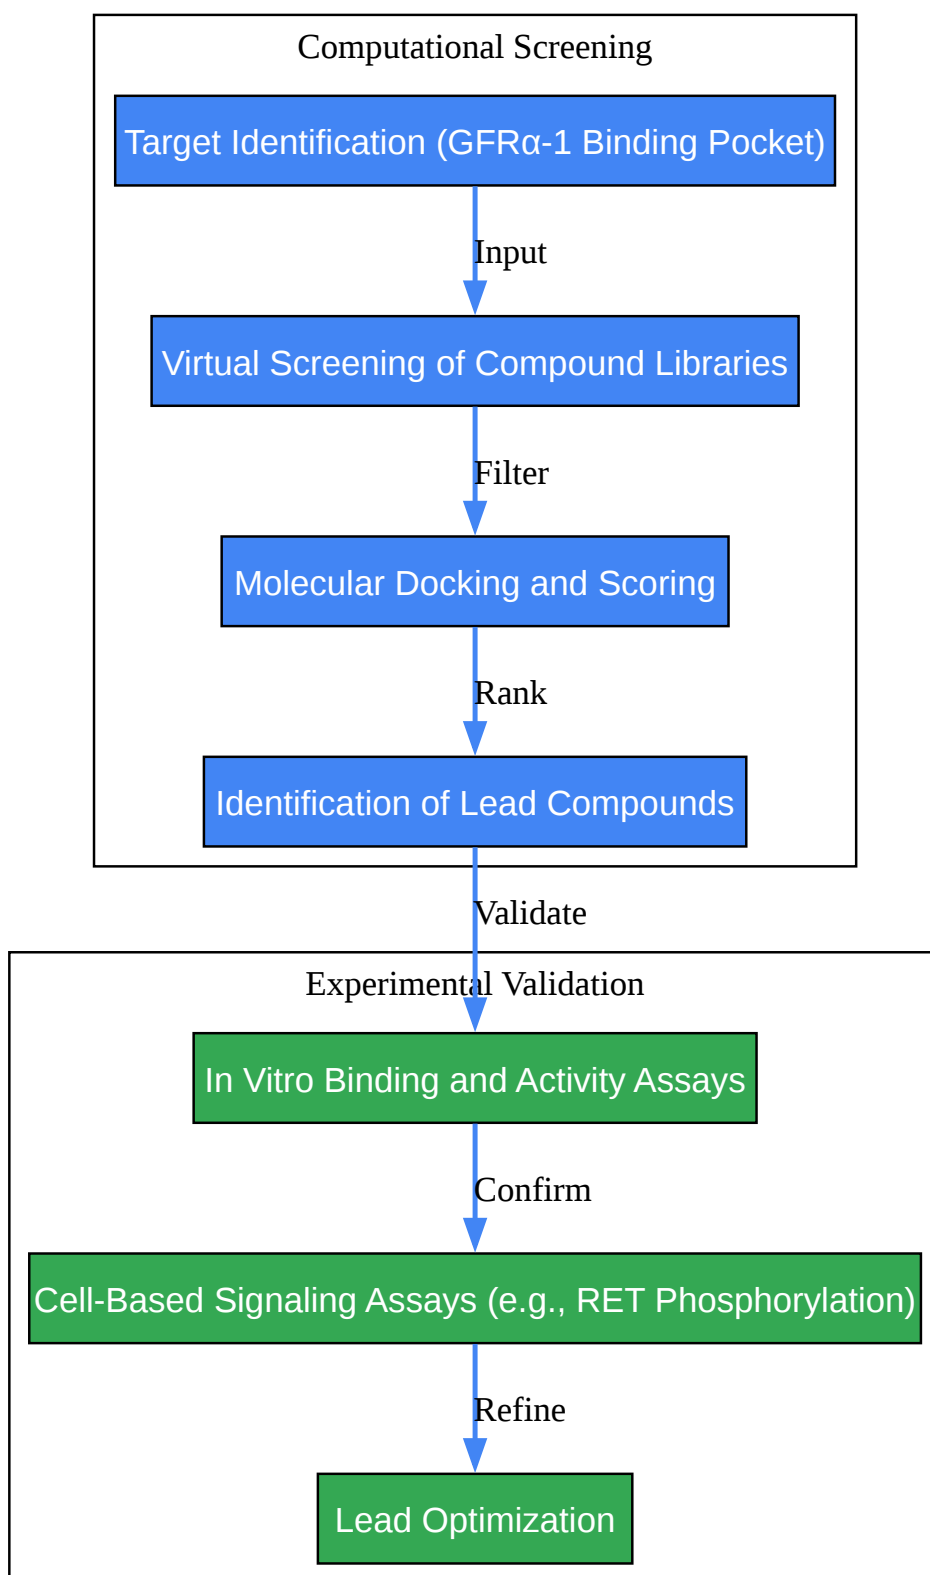 Computational Screening
Target Identification (GFRα-1 Binding Pocket)
Input
Virtual Screening of Compound Libraries
Filter
Molecular Docking and Scoring
Rank
Identification of Lead Compounds
Validate
Experimental Validation
In Vitro Binding and Activity Assays
Confirm
Cell-Based Signaling Assays (e.g., RET Phosphorylation)
Refine
Lead Optimization